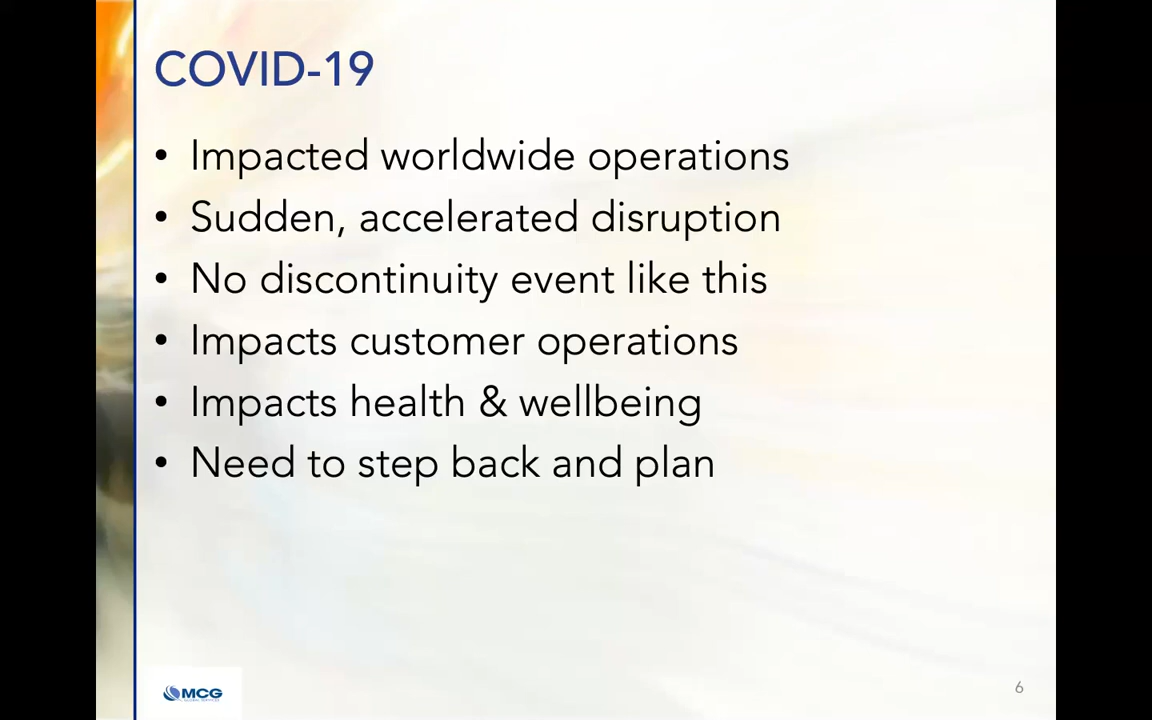 COVID-19
• Impacted worldwide operations
• Sudden, accelerated disruption
• No discontinuity event like this
• Impacts customer operations
• Impacts health & wellbeing
• Need to step back and plan
MCG
6